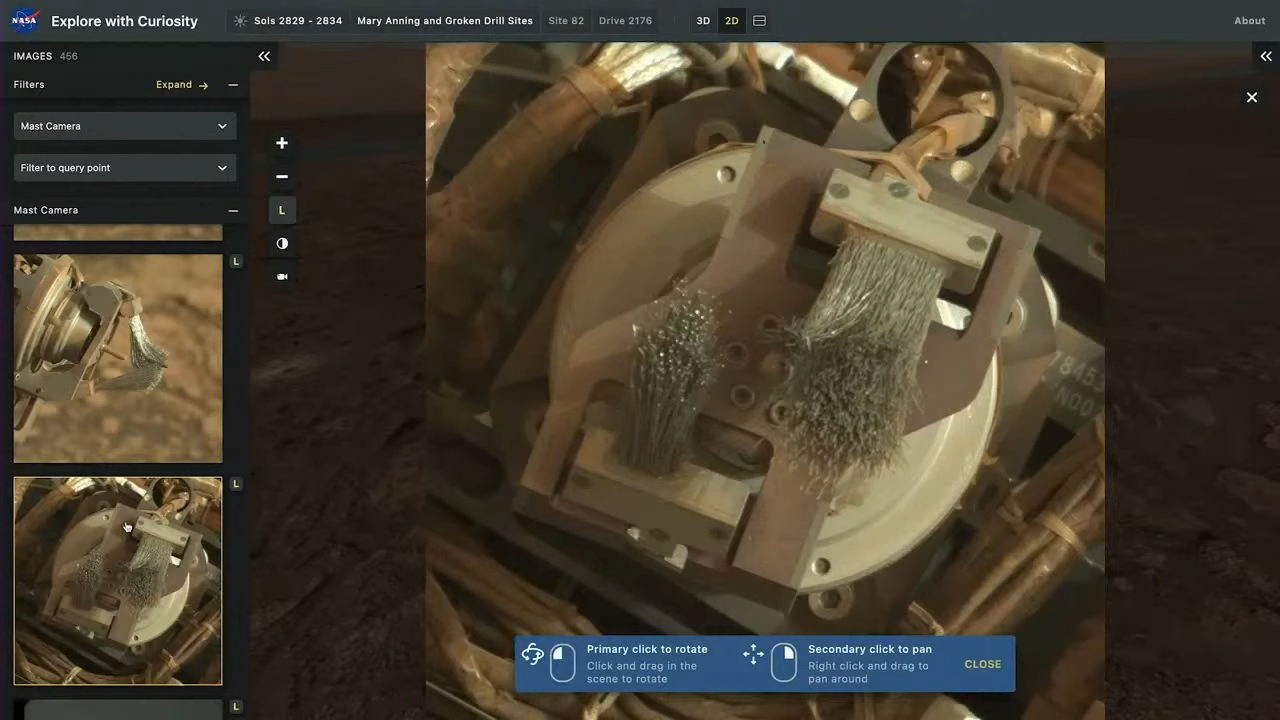 NASA Explore with Curiosity Sols 2829 - 2834 Mary Anning and Groken Drill Sites Site 82 Drive 2176 3D 2D About
IMAGES 456
Filters Expand →
Mast Camera
Filter to query point
Mast Camera
L
L
L
L
Primary click to rotate
Click and drag in the
scene to rotate
Secondary click to pan
Right click and drag to
pan around
CLOSE